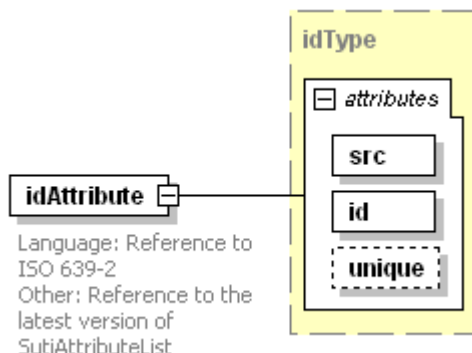 idType
attributes
src
id
unique
idAttribute
Language: Reference to
ISO 639-2
Other: Reference to the
latest version of
SutiAttributeList